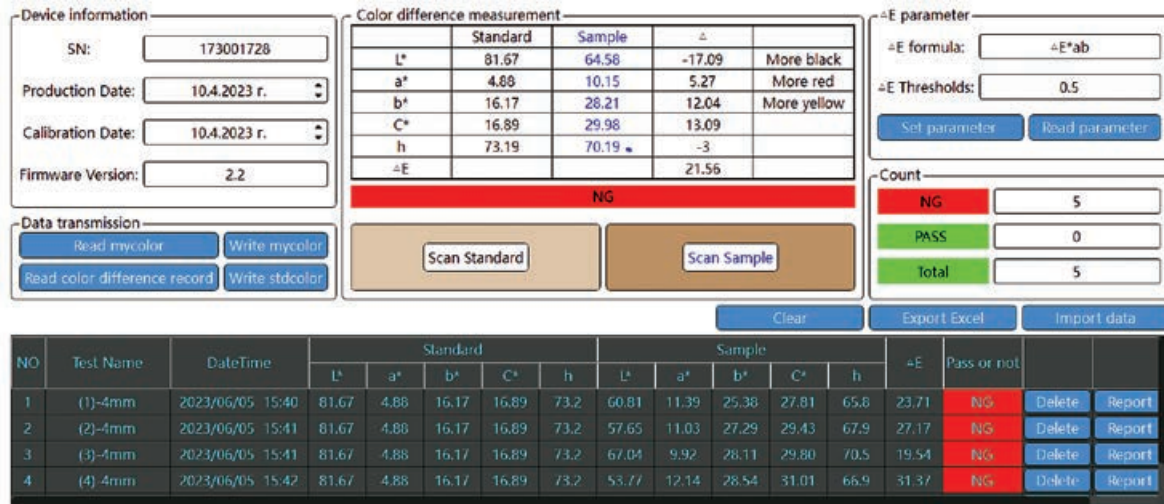 Device information
SN: 173001728
Production Date: 10.4.2023 г.
Calibration Date: 10.4.2023 г.
Firmware Version: 2.2
Data transmission
Read mycolor Write mycolor
Read color difference record Write stdcolor
Color difference measurement
Standard Sample △
L* 81.67 64.58 -17.09 More black
a* 4.88 10.15 5.27 More red
b* 16.17 28.21 12.04 More yellow
C* 16.89 29.98 13.09
h 73.19 70.19 -3
△E 21.56
NG
Scan Standard Scan Sample
△E parameter
△E formula: △E*ab
△E Thresholds: 0.5
Set parameter Read parameter
Count
NG 5
PASS 0
Total 5
Clear Export Excel Import data
NO Test Name DateTime Standard Sample △E Pass or not
L* a* b* C* h L* a* b* C* h
1 (1)-4mm 2023/06/05 15:40 81.67 4.88 16.17 16.89 73.2 60.81 11.39 25.38 27.81 65.8 23.71 NG Delete Report
2 (2)-4mm 2023/06/05 15:41 81.67 4.88 16.17 16.89 73.2 57.65 11.03 27.29 29.43 67.9 27.17 NG Delete Report
3 (3)-4mm 2023/06/05 15:41 81.67 4.88 16.17 16.89 73.2 67.04 9.92 28.11 29.80 70.5 19.54 NG Delete Report
4 (4)-4mm 2023/06/05 15:42 81.67 4.88 16.17 16.89 73.2 53.77 12.14 28.54 31.01 66.9 31.37 NG Delete Report